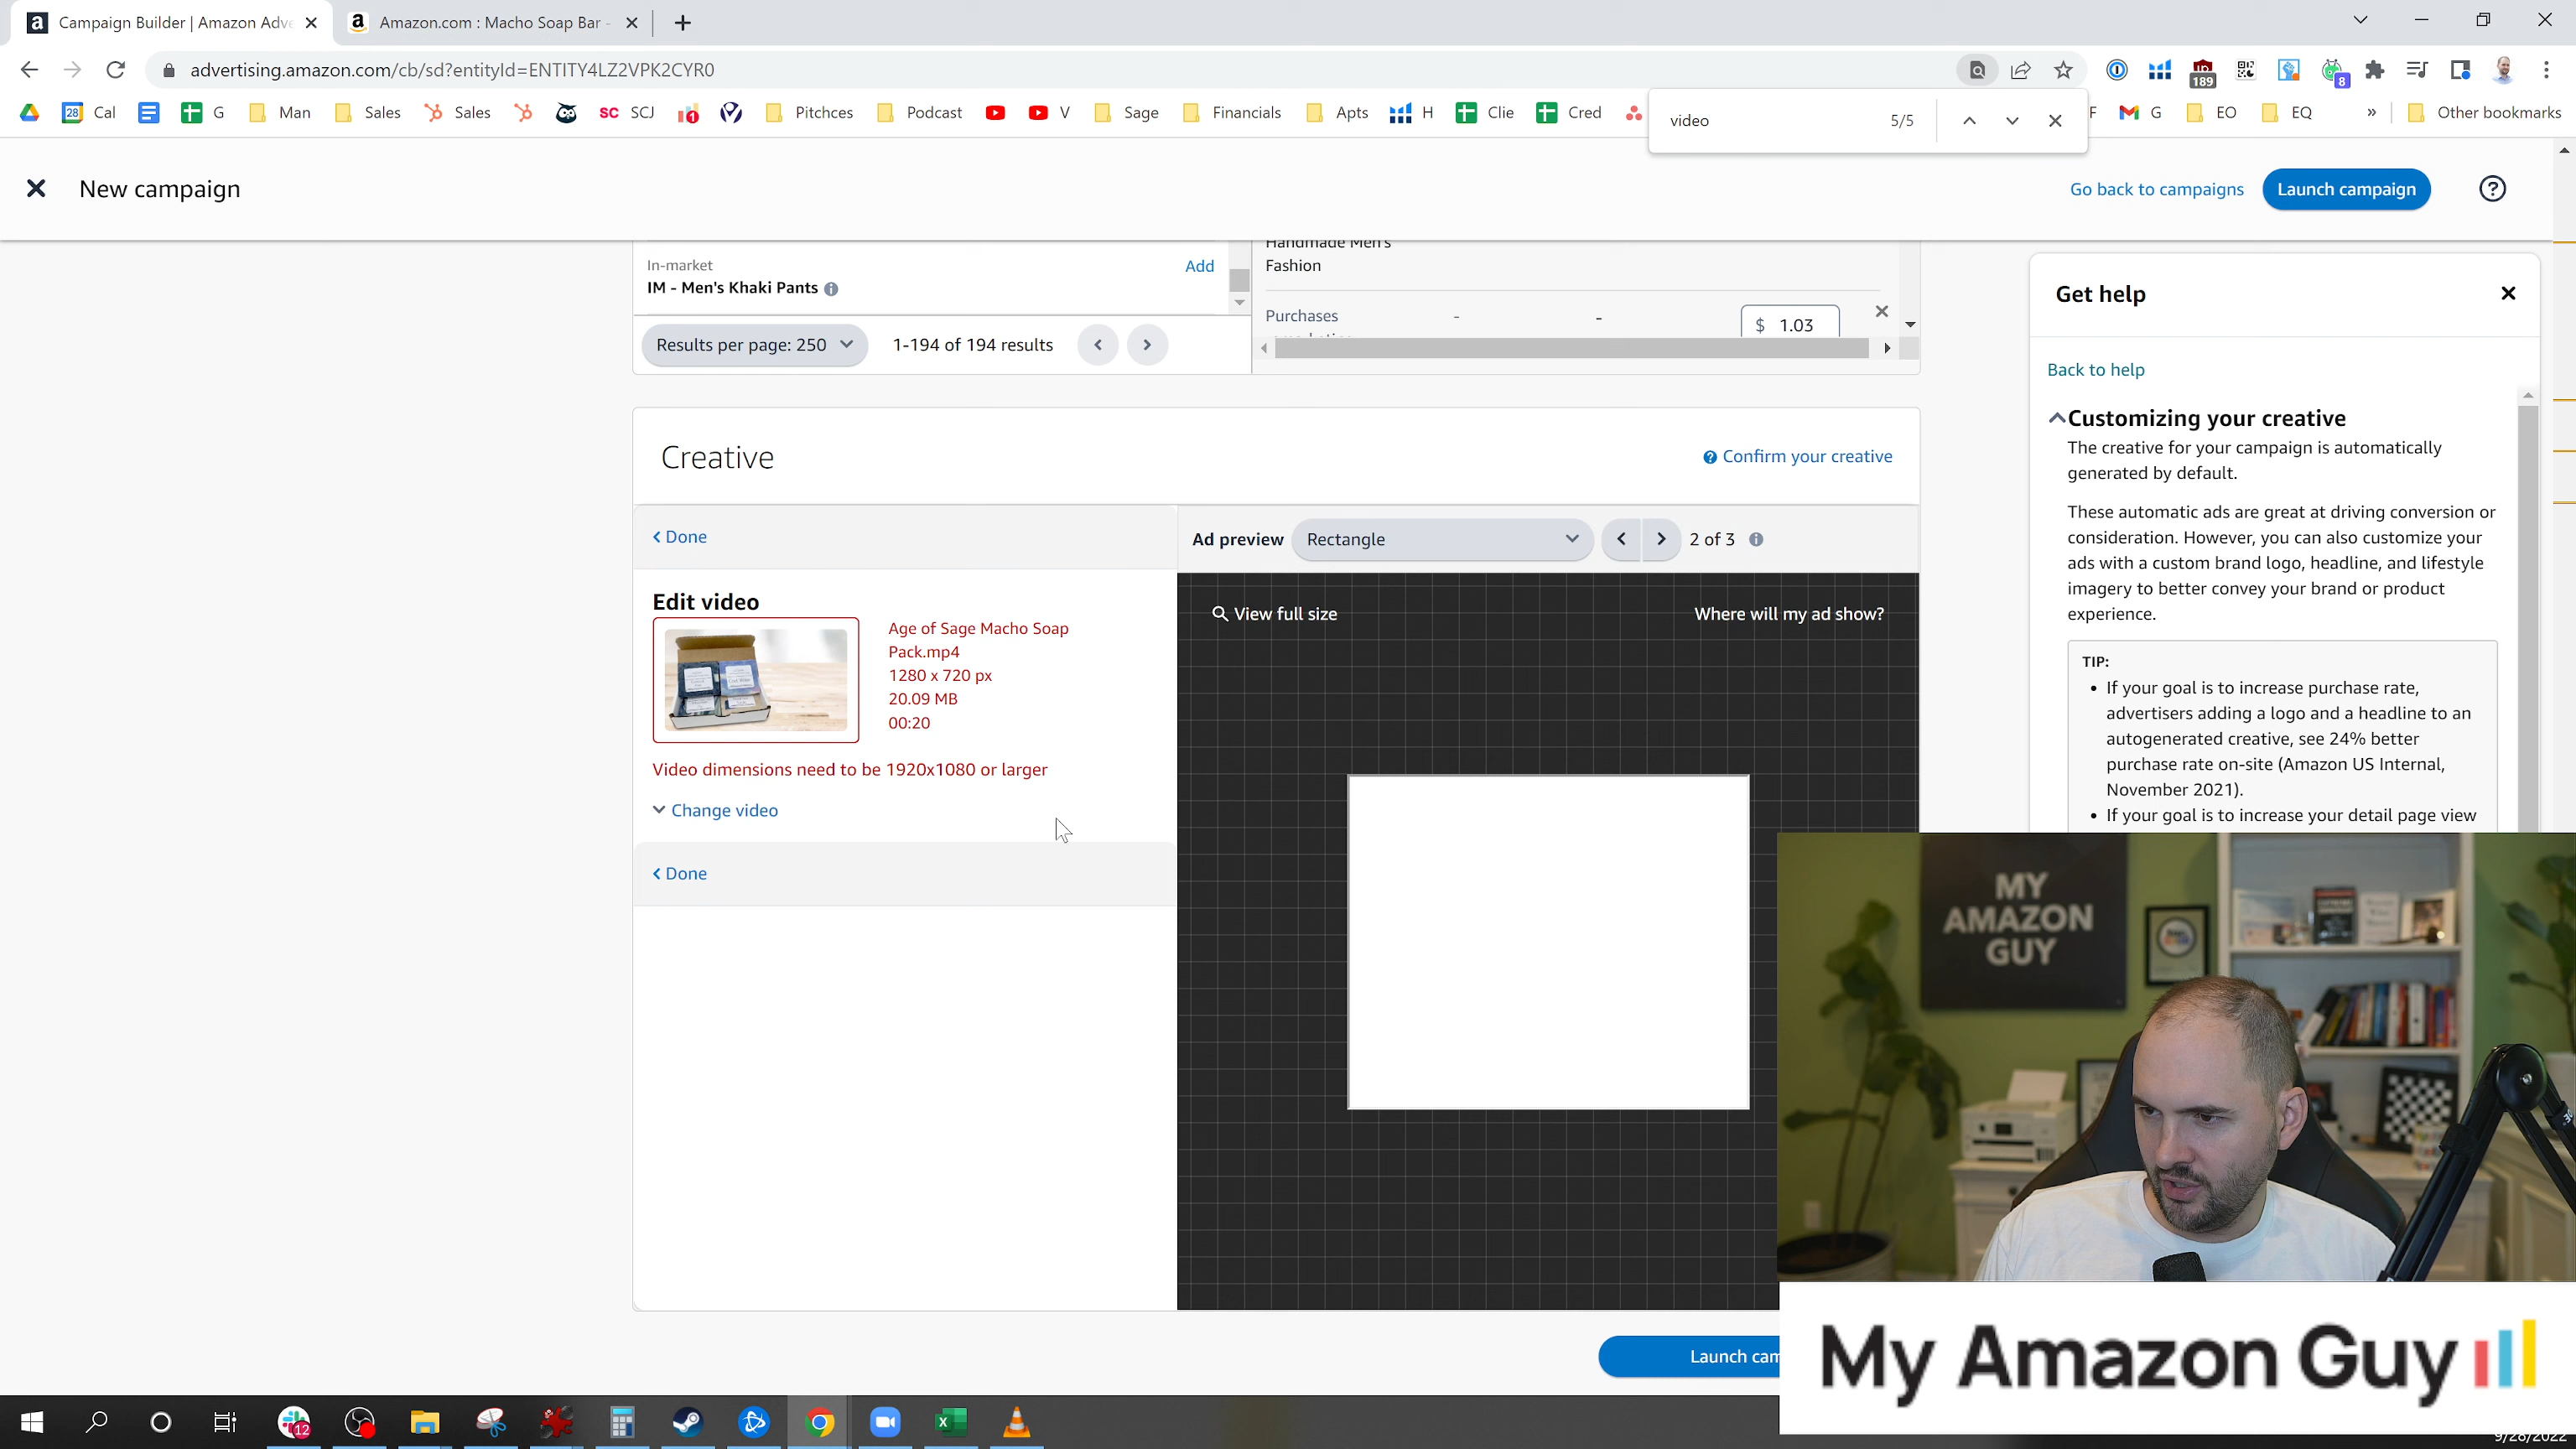 Campaign Builder | Amazon Adve
Amazon.com : Macho Soap Bar -
advertising.amazon.com/cb/sd?entityId=ENTITY4LZ2VPK2CYR0
189
8
28 Cal
G
Man
Sales
Sales
SC SCJ
1
Pitchces
Podcast
V
Sage
Financials
Apts
H
Clie
Cred
F
G
EO
EQ
»
Other bookmarks
video 5/5
New campaign
Go back to campaigns
Launch campaign
In-market
Add
IM - Men's Khaki Pants
Results per page: 250
1-194 of 194 results
Handmade Men's
Fashion
Purchases
-
-
$ 1.03
Creative
Confirm your creative
Done
Ad preview
Rectangle
2 of 3
Edit video
Age of Sage Macho Soap
Pack.mp4
1280 x 720 px
20.09 MB
00:20
Video dimensions need to be 1920x1080 or larger
Change video
Done
View full size
Where will my ad show?
Launch cam
Get help
Back to help
Customizing your creative
The creative for your campaign is automatically
generated by default.
These automatic ads are great at driving conversion or
consideration. However, you can also customize your
ads with a custom brand logo, headline, and lifestyle
imagery to better convey your brand or product
experience.
TIP:
• If your goal is to increase purchase rate,
advertisers adding a logo and a headline to an
autogenerated creative, see 24% better
purchase rate on-site (Amazon US Internal,
November 2021).
• If your goal is to increase your detail page view
MY
AMAZON
GUY
My Amazon Guy
12
9/28/2022